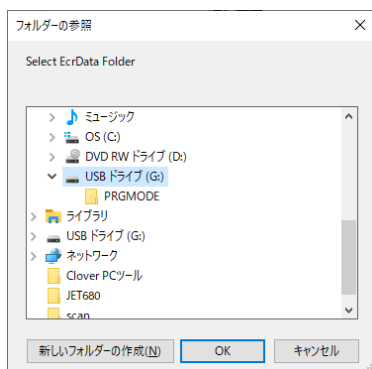 フォルダーの参照
Select EcrData Folder
ミュージック
OS (C:)
DVD RW ドライブ (D:)
USB ドライブ (G:)
PRGMODE
ライブラリ
USB ドライブ (G:)
ネットワーク
Clover PCツール
JET680
scan
新しいフォルダーの作成(N)
OK
キャンセル